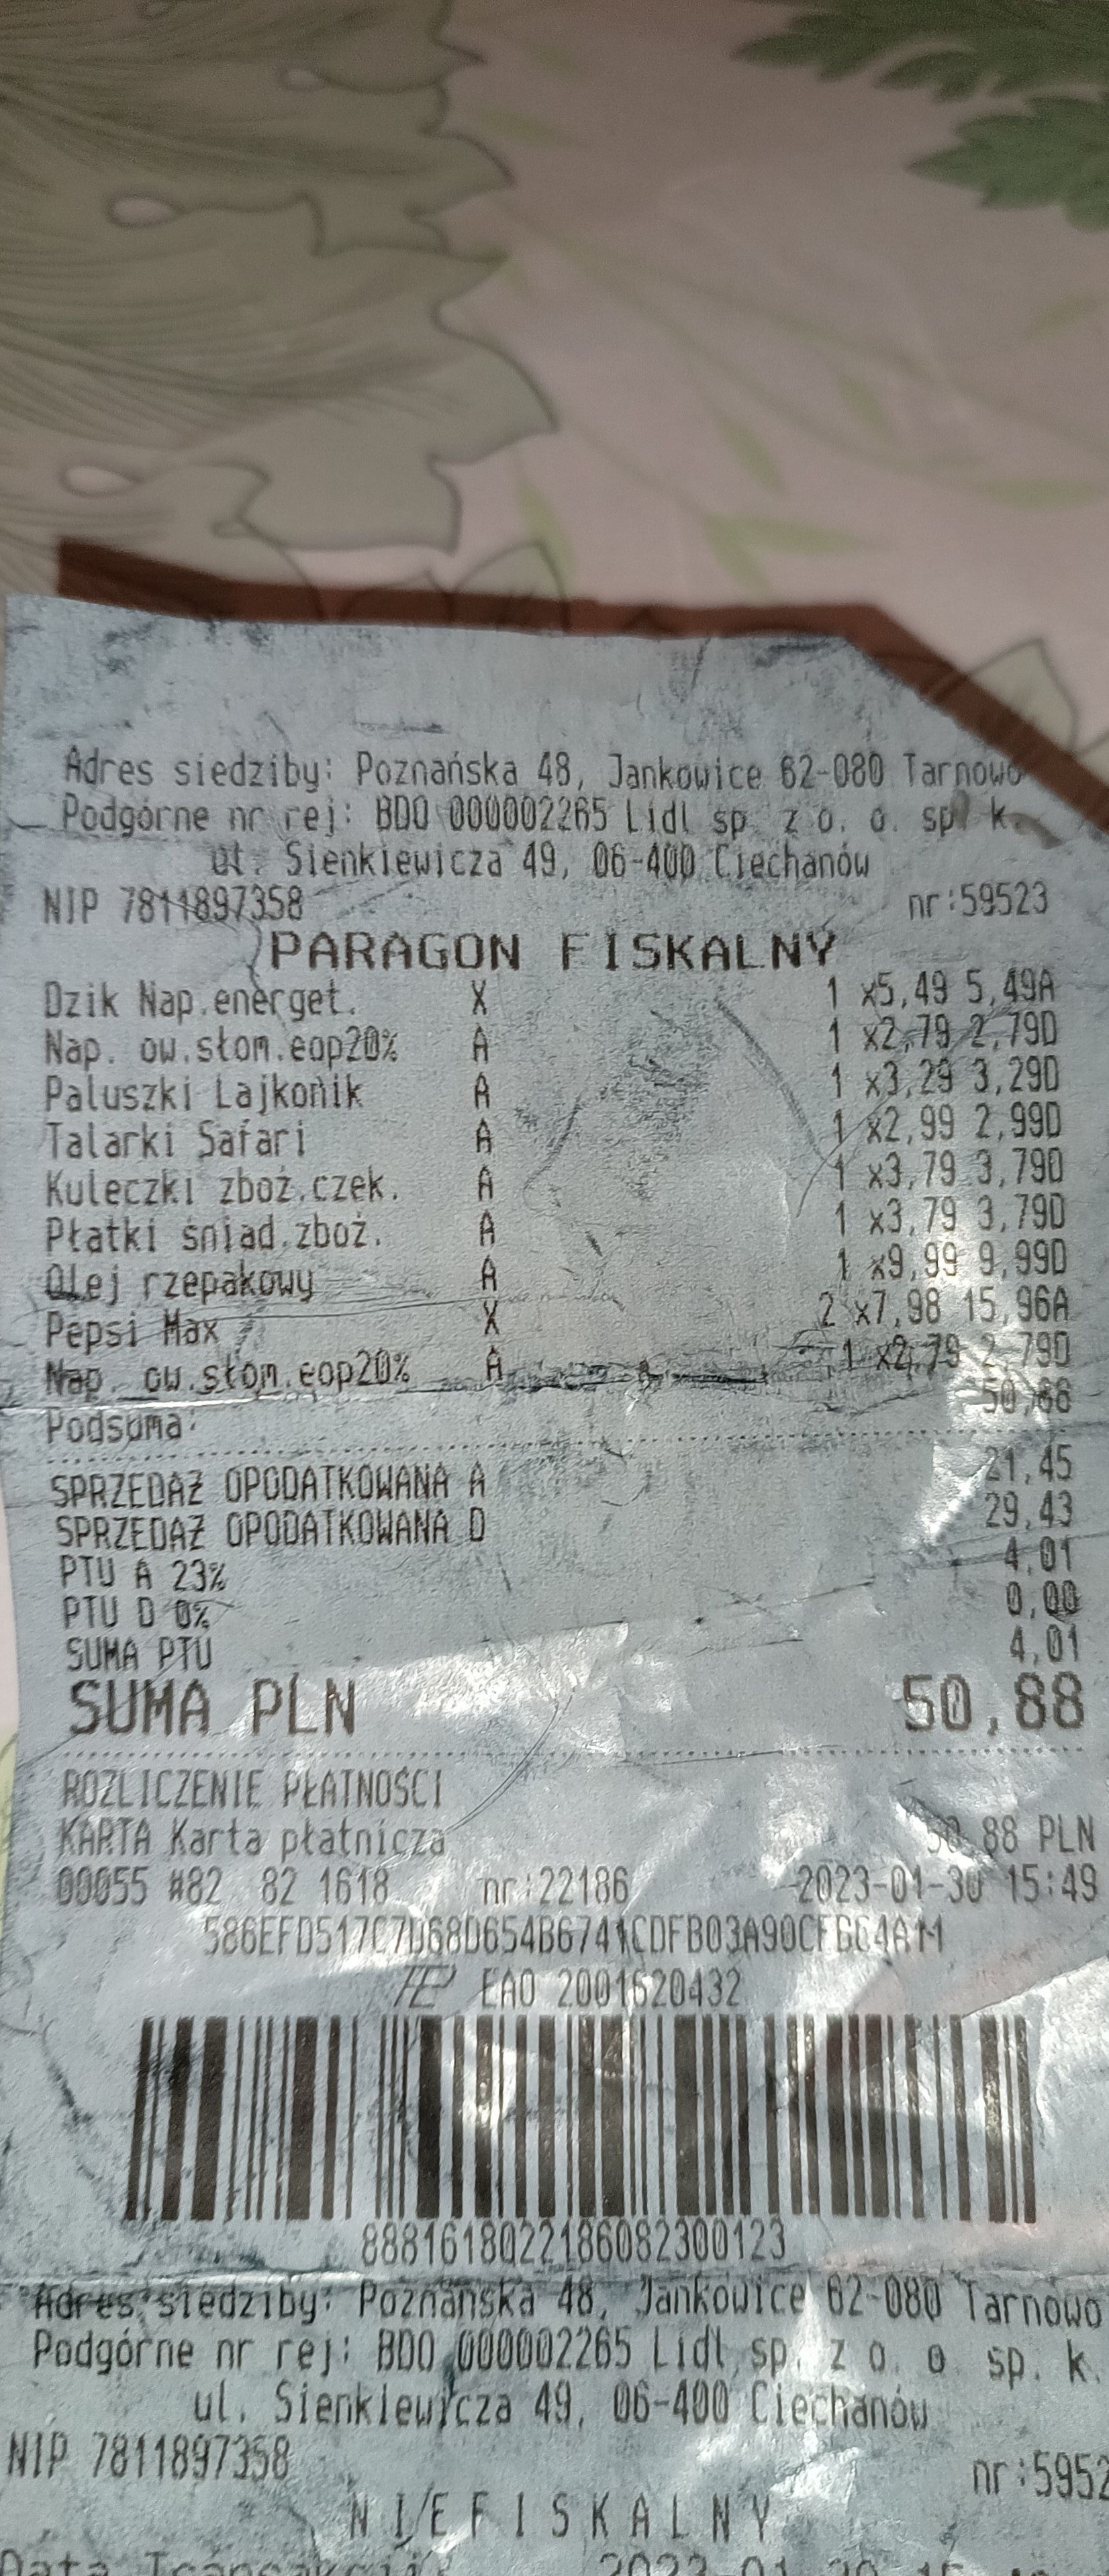 Adres siedziby: Poznańska 48, Jankowice 62-080 Tarnowo
Podgórne nr rej: BDO 000002265 Lidl sp. z o. o. sp. k.
ul. Sienkiewicza 49, 06-400 Ciechanów
NIP 7811897358 nr:59523
PARAGON FISKALNY
Dzik Nap.energet. X 1 x5,49 5,49A
Nap. ow.słom.eop20% A 1 x2,79 2,79D
Paluszki Lajkonik A 1 x3,29 3,29D
Talarki Safari A 1 x2,99 2,99D
Kuleczki zboż.czek. A 1 x3,79 3,79D
Płatki śniad.zboż. A 1 x3,79 3,79D
Olej rzepakowy A 1 x9,99 9,99D
Pepsi Max X 2 x7,98 15,96A
Nap. ow.słom.eop20% A 1 x2,79 2,79D
Podsuma: 50,88
SPRZEDAŻ OPODATKOWANA A 21,45
SPRZEDAŻ OPODATKOWANA D 29,43
PTU A 23% 4,01
PTU D 0% 0,00
SUMA PTU 4,01
SUMA PLN 50,88
ROZLICZENIE PŁATNOŚCI
KARTA Karta płatnicza 50,88 PLN
00055 #82 82 1618 nr:22186 2023-01-30 15:49
EAO 2001620432
8881618022186082300123
Adres siedziby: Poznańska 48, Jankowice 62-080 Tarnowo
Podgórne nr rej: BDO 000002265 Lidl sp. z o. o. sp. k.
ul. Sienkiewicza 49, 06-400 Ciechanów
NIP 7811897358 nr:5952
NIEFISKALNY